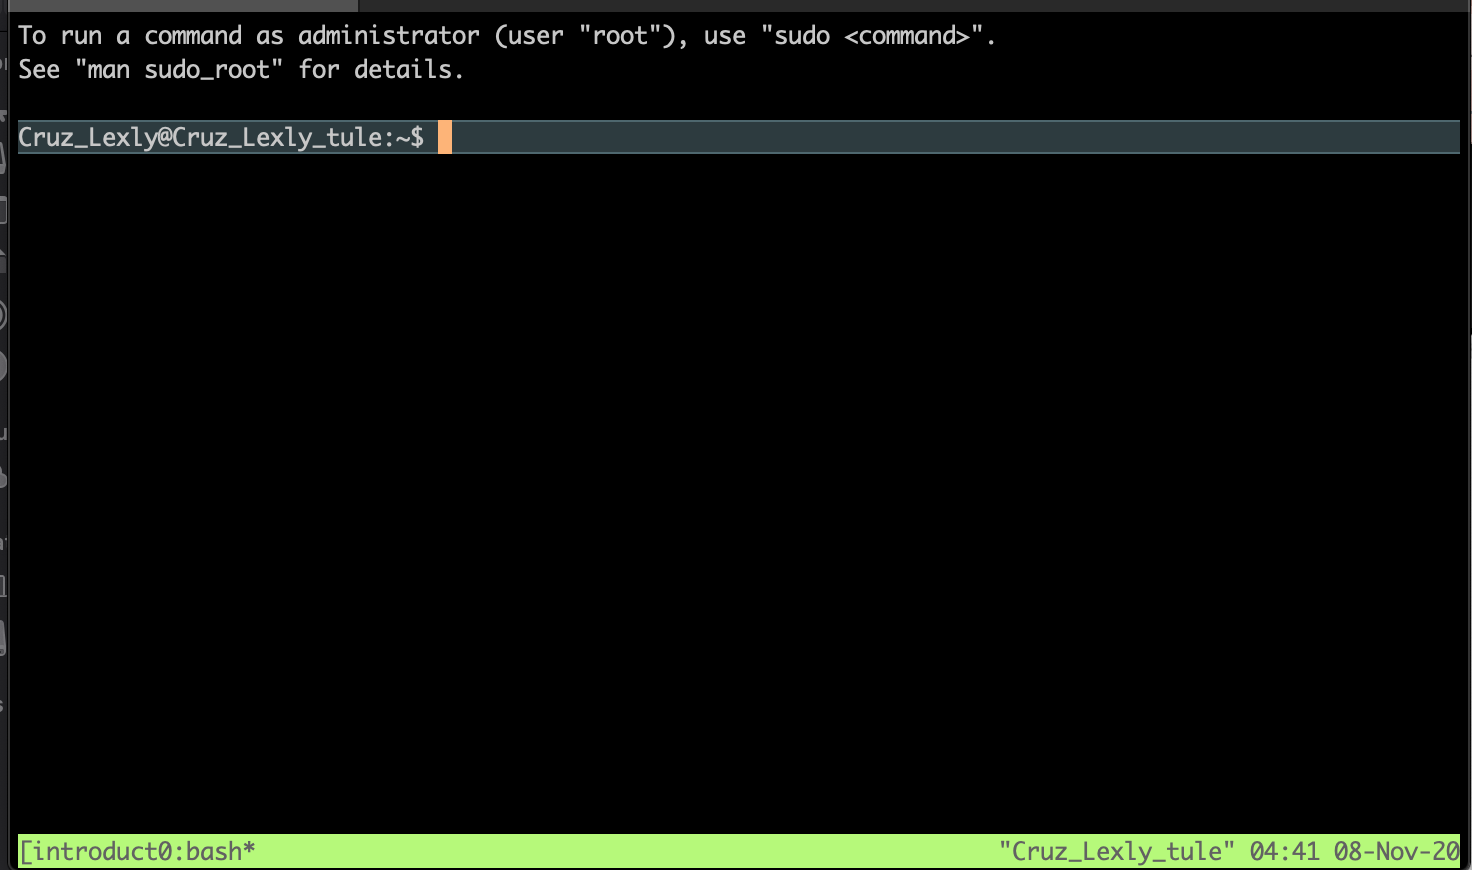 To run a command as administrator (user "root"), use "sudo <command>".
See "man sudo_root" for details.
Cruz_Lexly@Cruz_Lexly_tule:~$
[introduct0:bash* "Cruz_Lexly_tule" 04:41 08-Nov-20